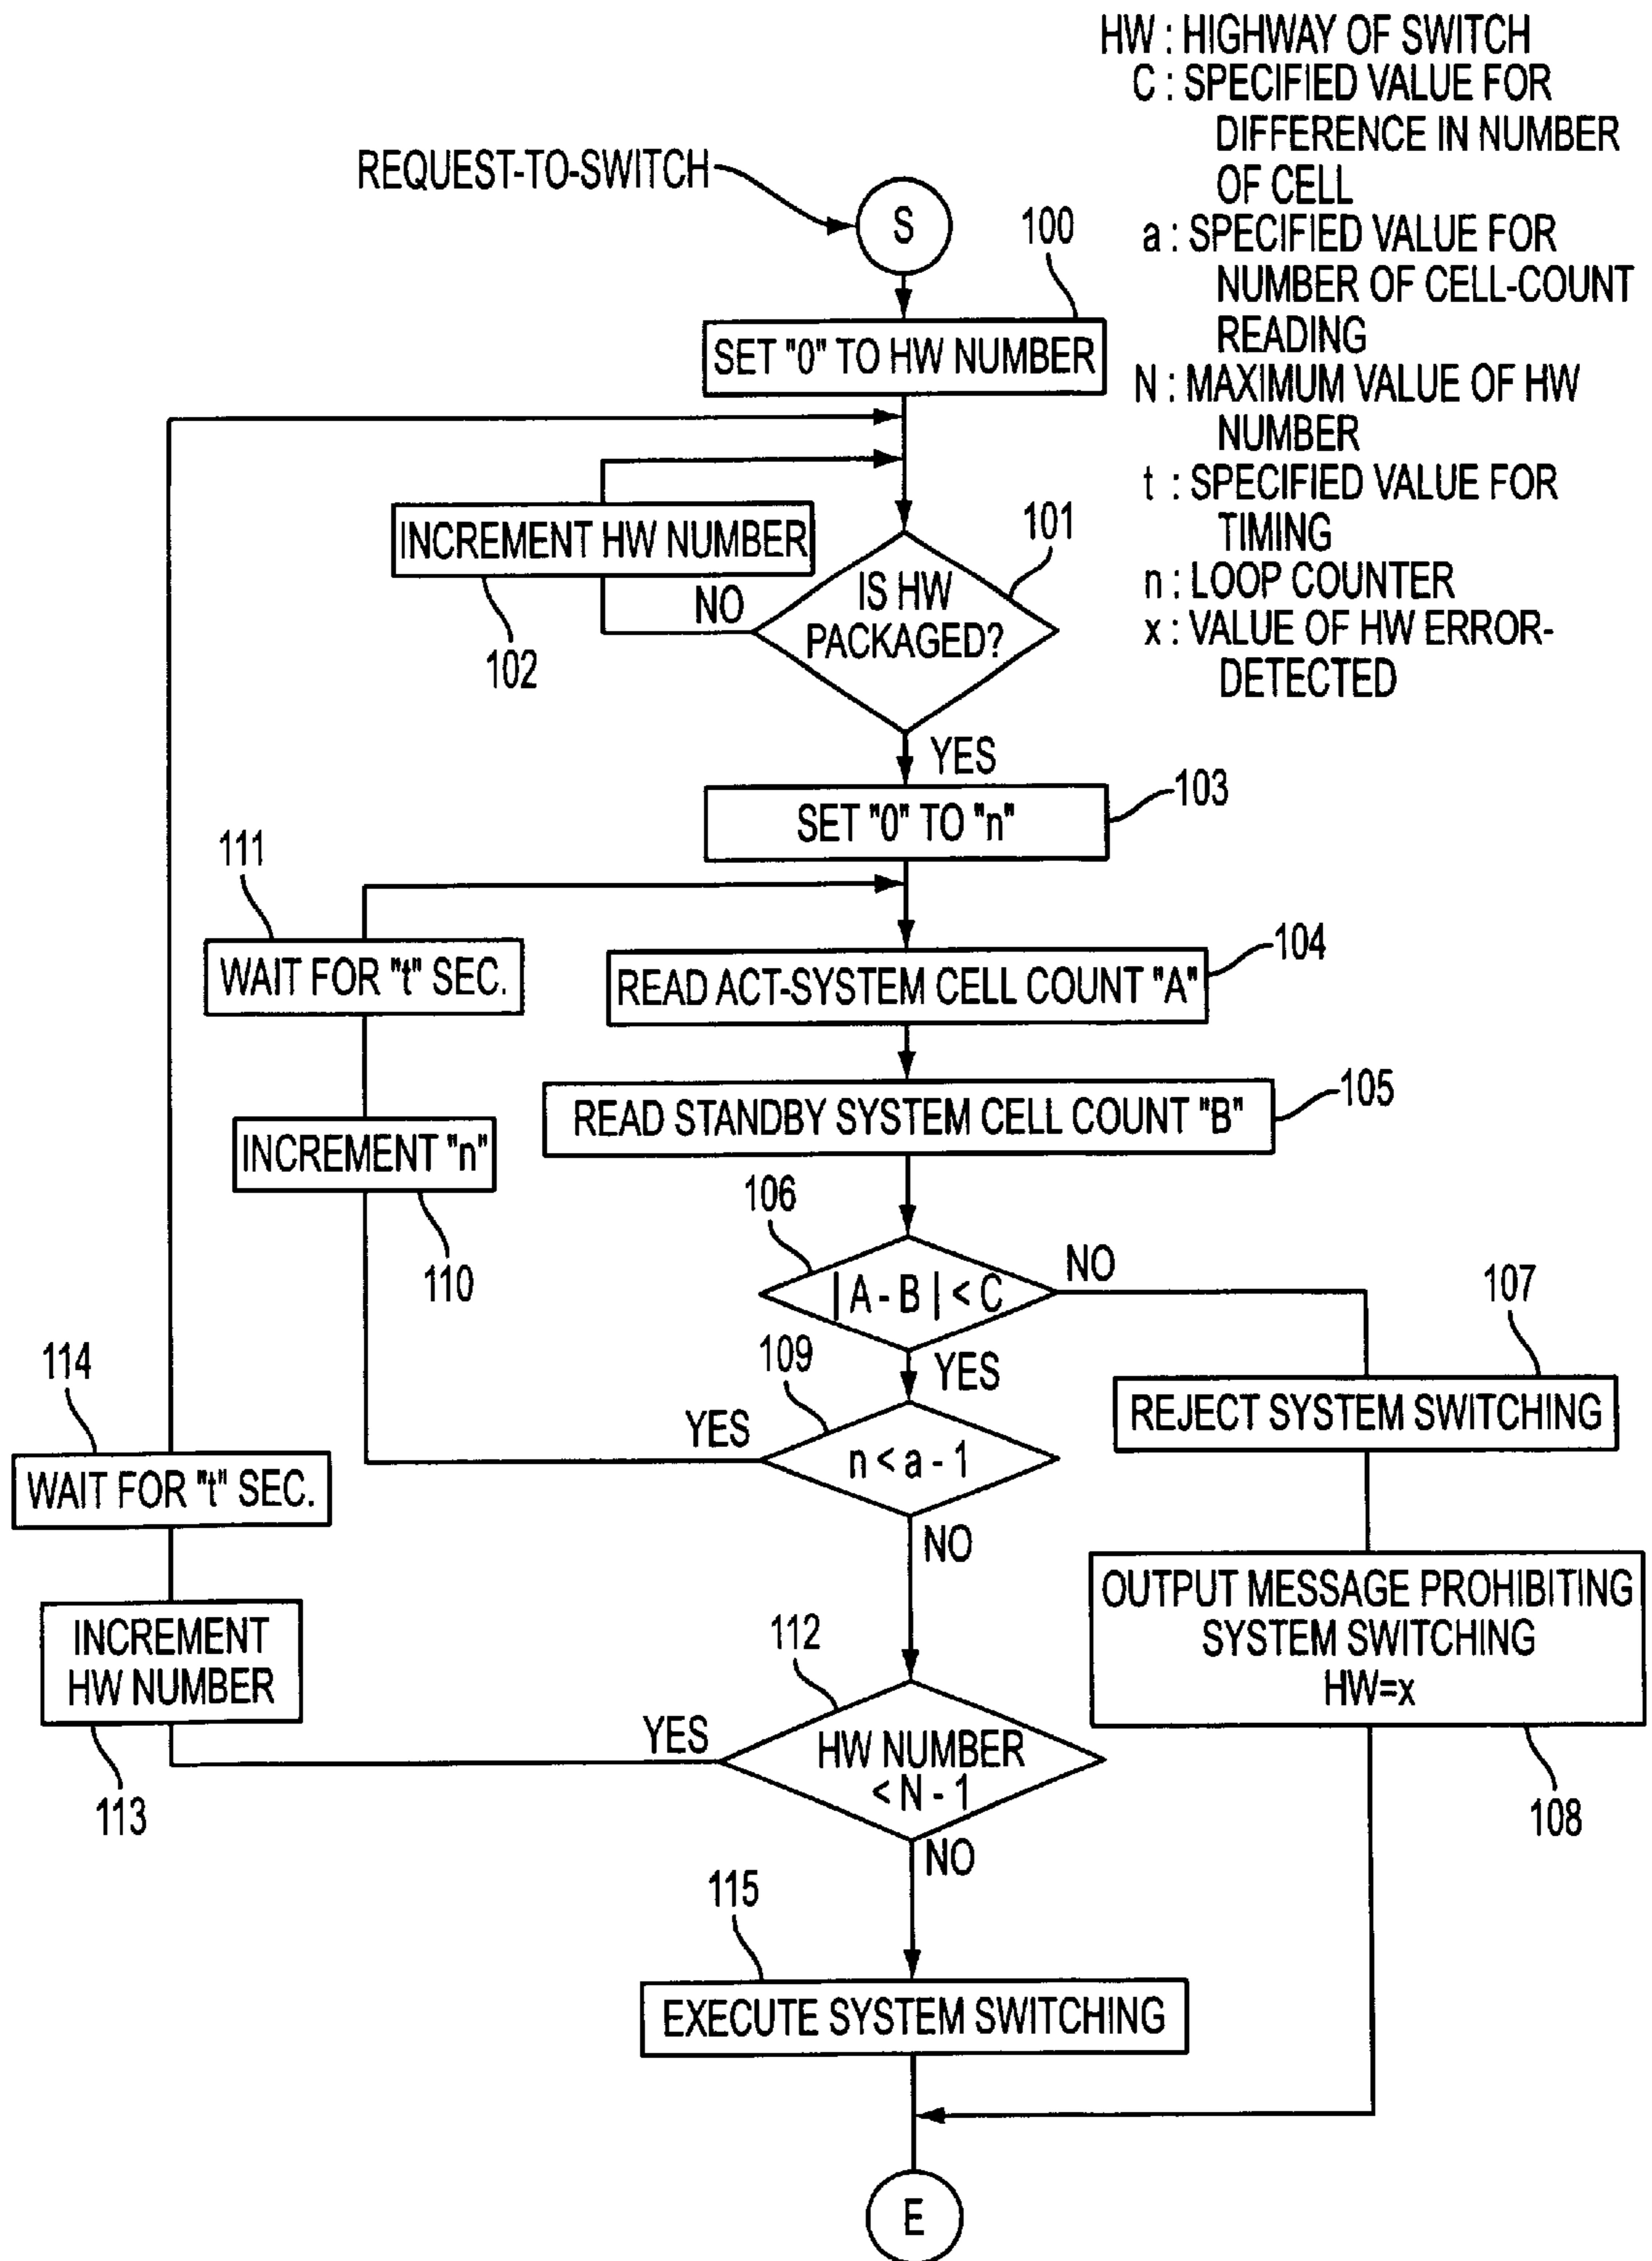 HW : HIGHWAY OF SWITCH
C : SPECIFIED VALUE FOR
DIFFERENCE IN NUMBER
OF CELL
a : SPECIFIED VALUE FOR
NUMBER OF CELL-COUNT
READING
N : MAXIMUM VALUE OF HW
NUMBER
t : SPECIFIED VALUE FOR
TIMING
n : LOOP COUNTER
x : VALUE OF HW ERROR-
DETECTED
REQUEST-TO-SWITCH
S
100
SET "0" TO HW NUMBER
INCREMENT HW NUMBER
102
101
IS HW
PACKAGED?
NO
YES
103
SET "0" TO "n"
111
WAIT FOR "t" SEC.
104
READ ACT-SYSTEM CELL COUNT "A"
105
READ STANDBY SYSTEM CELL COUNT "B"
INCREMENT "n"
110
106
| A - B | < C
NO
YES
107
REJECT SYSTEM SWITCHING
109
n < a - 1
YES
NO
114
WAIT FOR "t" SEC.
OUTPUT MESSAGE PROHIBITING
SYSTEM SWITCHING
HW=x
108
INCREMENT
HW NUMBER
113
112
HW NUMBER
< N - 1
YES
NO
115
EXECUTE SYSTEM SWITCHING
E